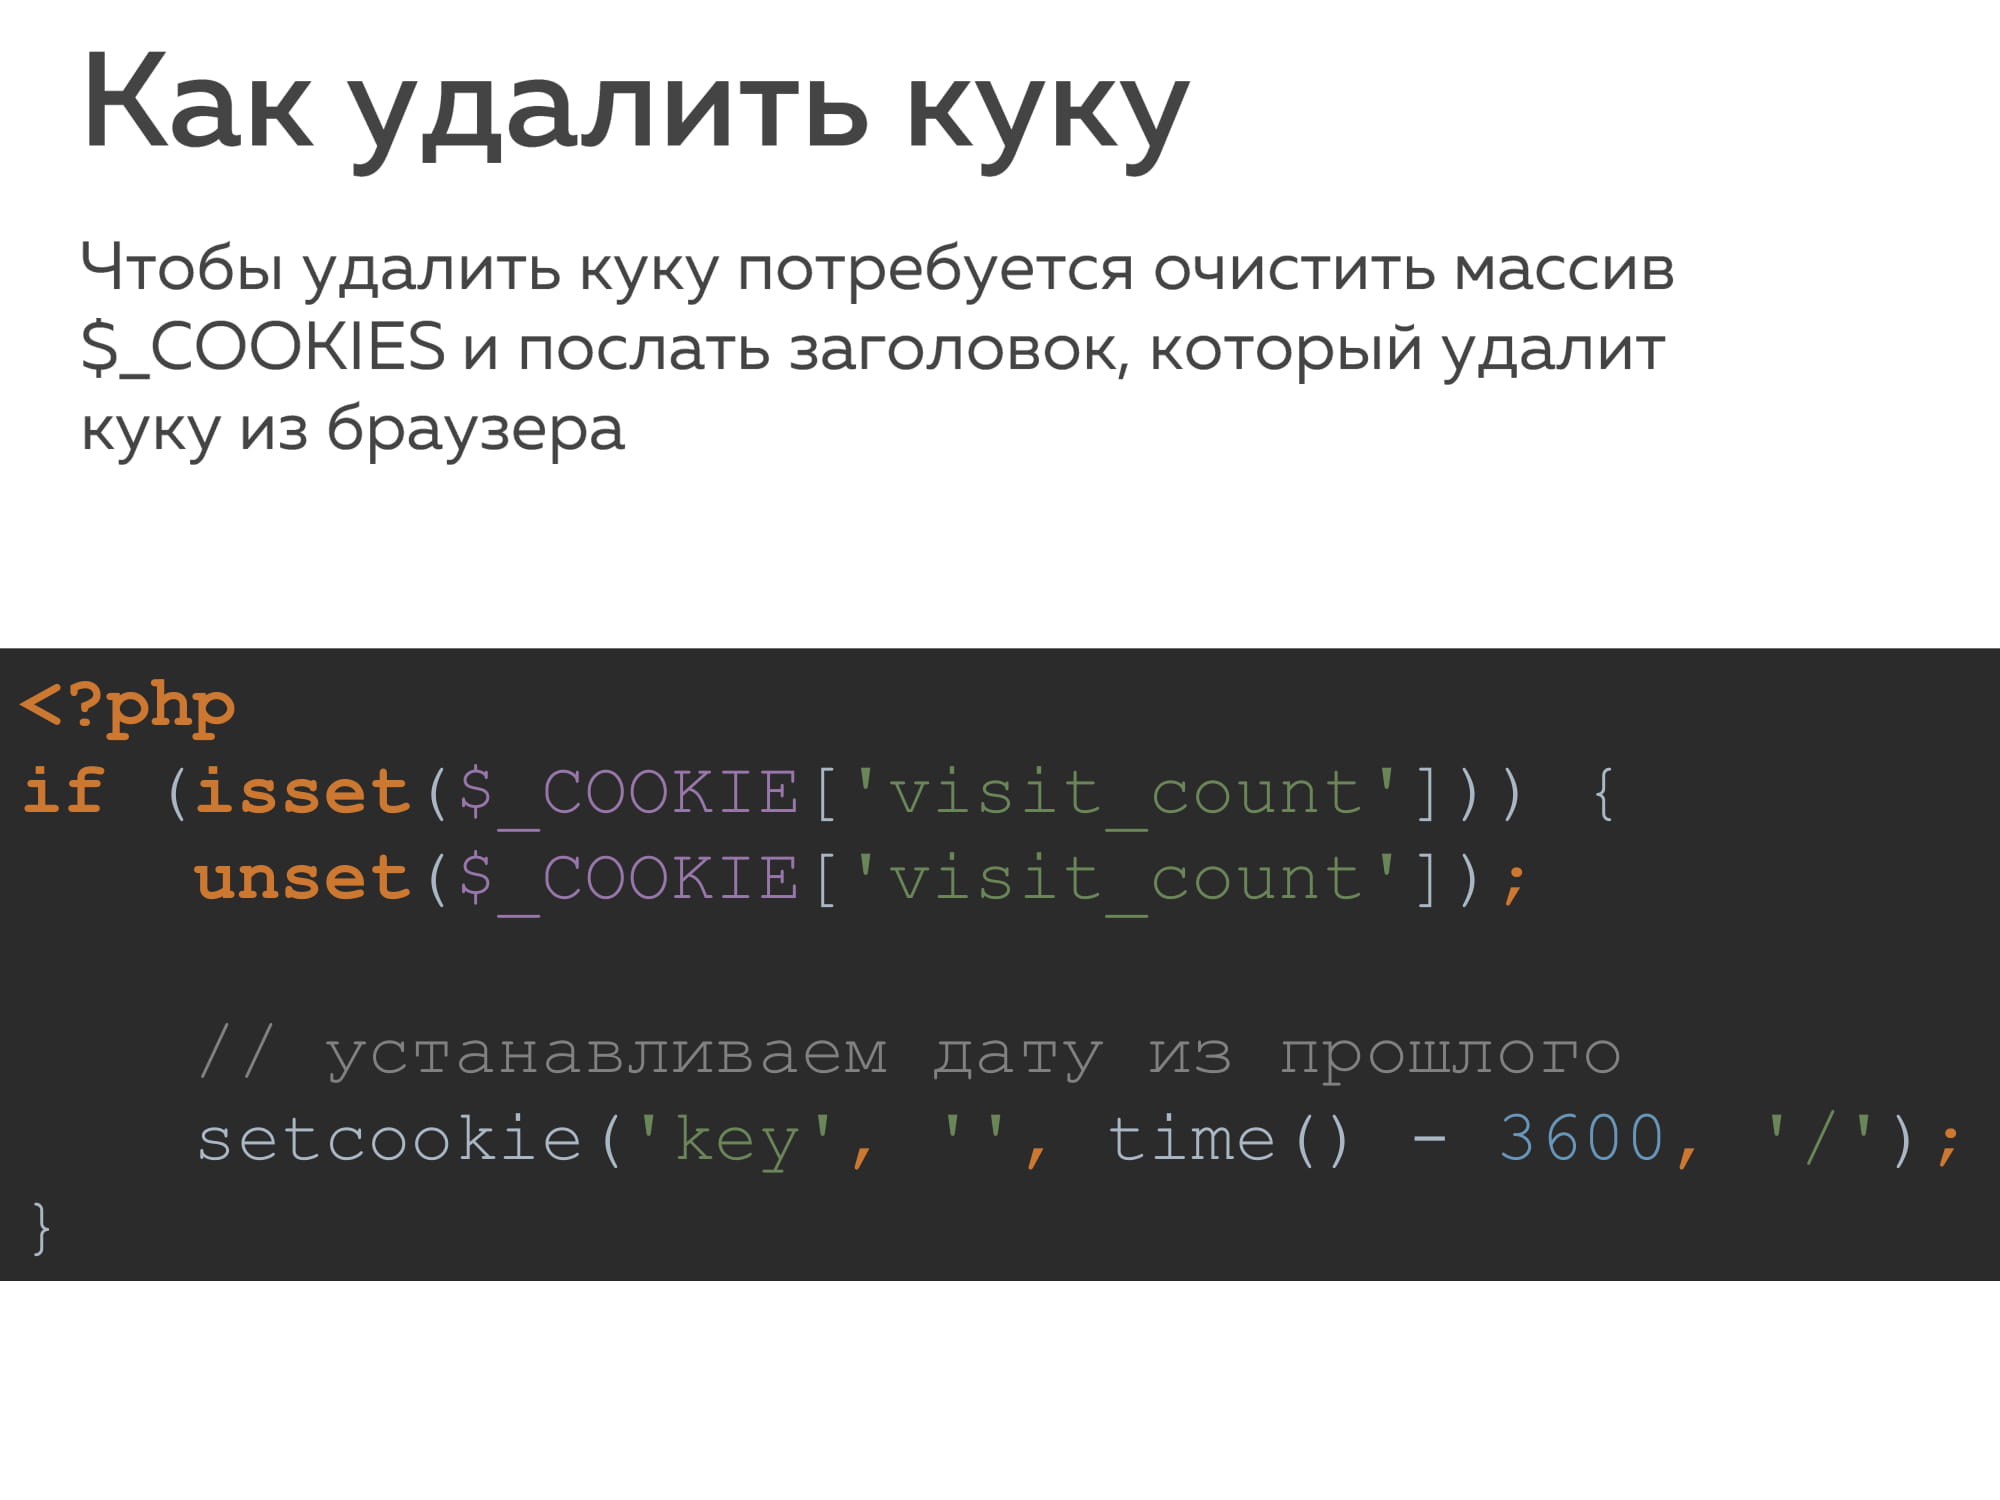 Как удалить куку
Чтобы удалить куку потребуется очистить массив
$_COOKIES и послать заголовок, который удалит
куку из браузера
<?php
if (isset($_COOKIE['visit_count'])) {
    unset($_COOKIE['visit_count']);
    // устанавливаем дату из прошлого
    setcookie('key', '', time() - 3600, '/');
}